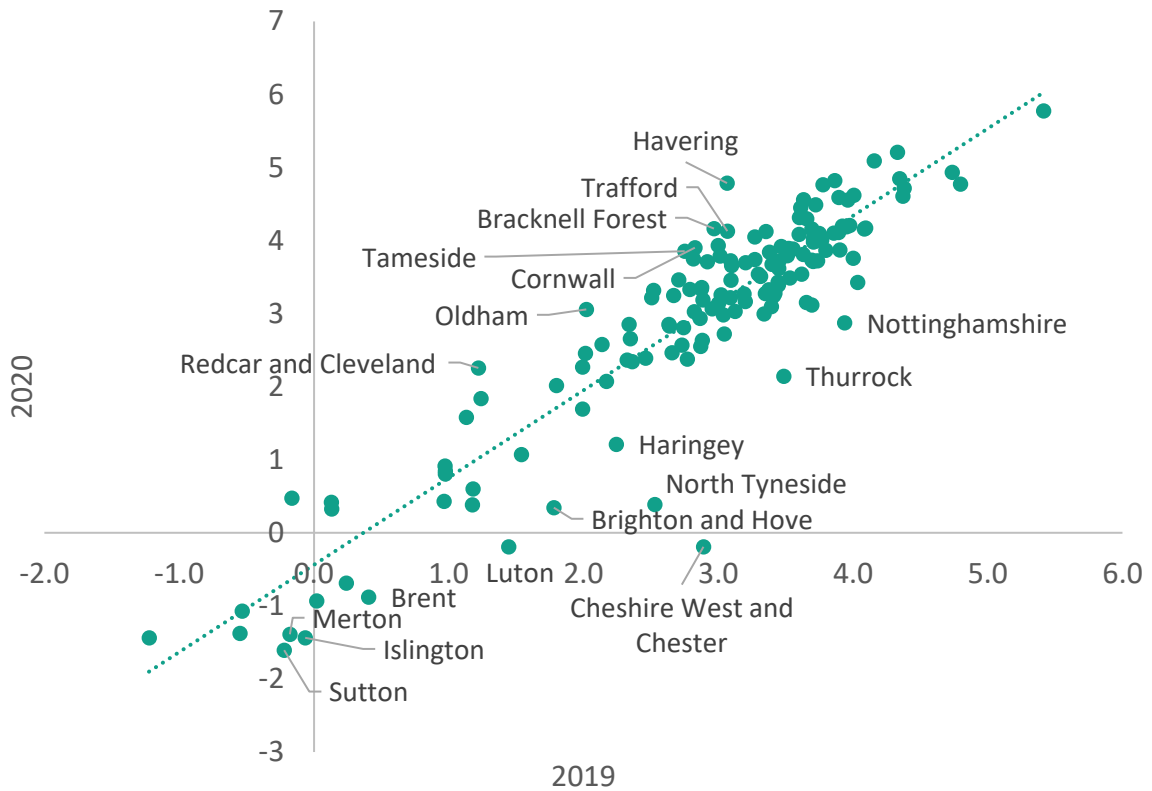 7
6
5
Havering
Trafford
4
Bracknell Forest
Tameside
Cornwall
3
Oldham
Nottinghamshire
Redcar and Cleveland
Thurrock
2
2020
1
Haringey
North Tyneside
Brighton and Hove
0
-2.0 -1.0 0.0 1.0 2.0 3.0 4.0 5.0 6.0
Luton
Brent
Cheshire West and
Chester
-1
Merton
Islington
-2
Sutton
-3
2019